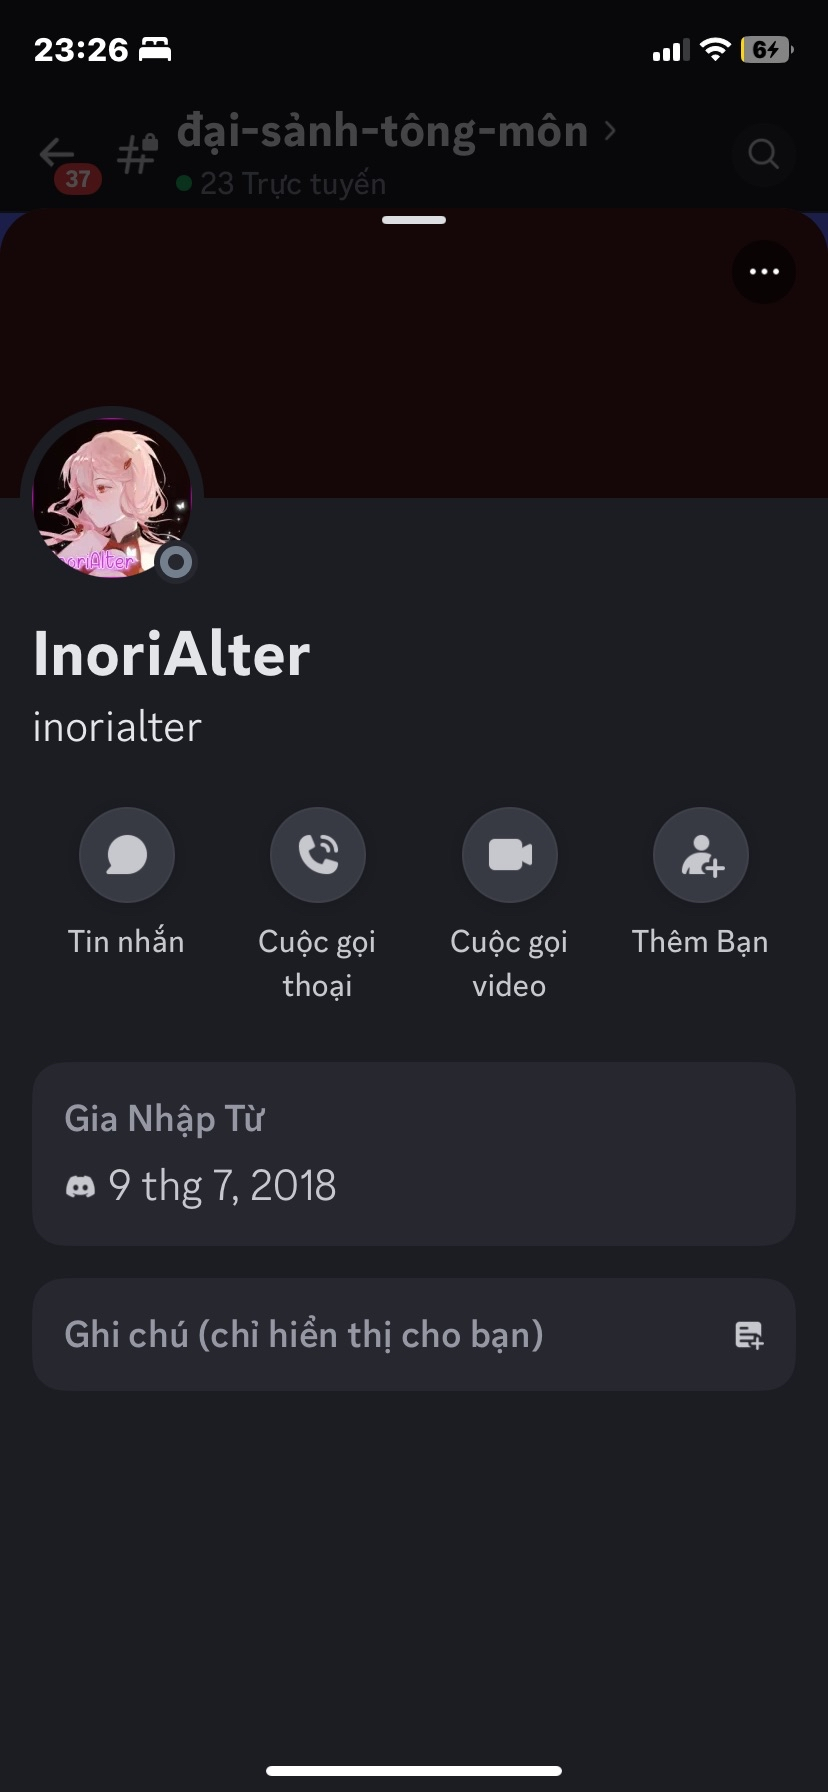 23:26
6
đại-sảnh-tông-môn
37
23 Trực tuyến
InoriAlter
InoriAlter
inorialter
Tin nhắn
Cuộc gọi thoại
Cuộc gọi video
Thêm Bạn
Gia Nhập Từ
9 thg 7, 2018
Ghi chú (chỉ hiển thị cho bạn)